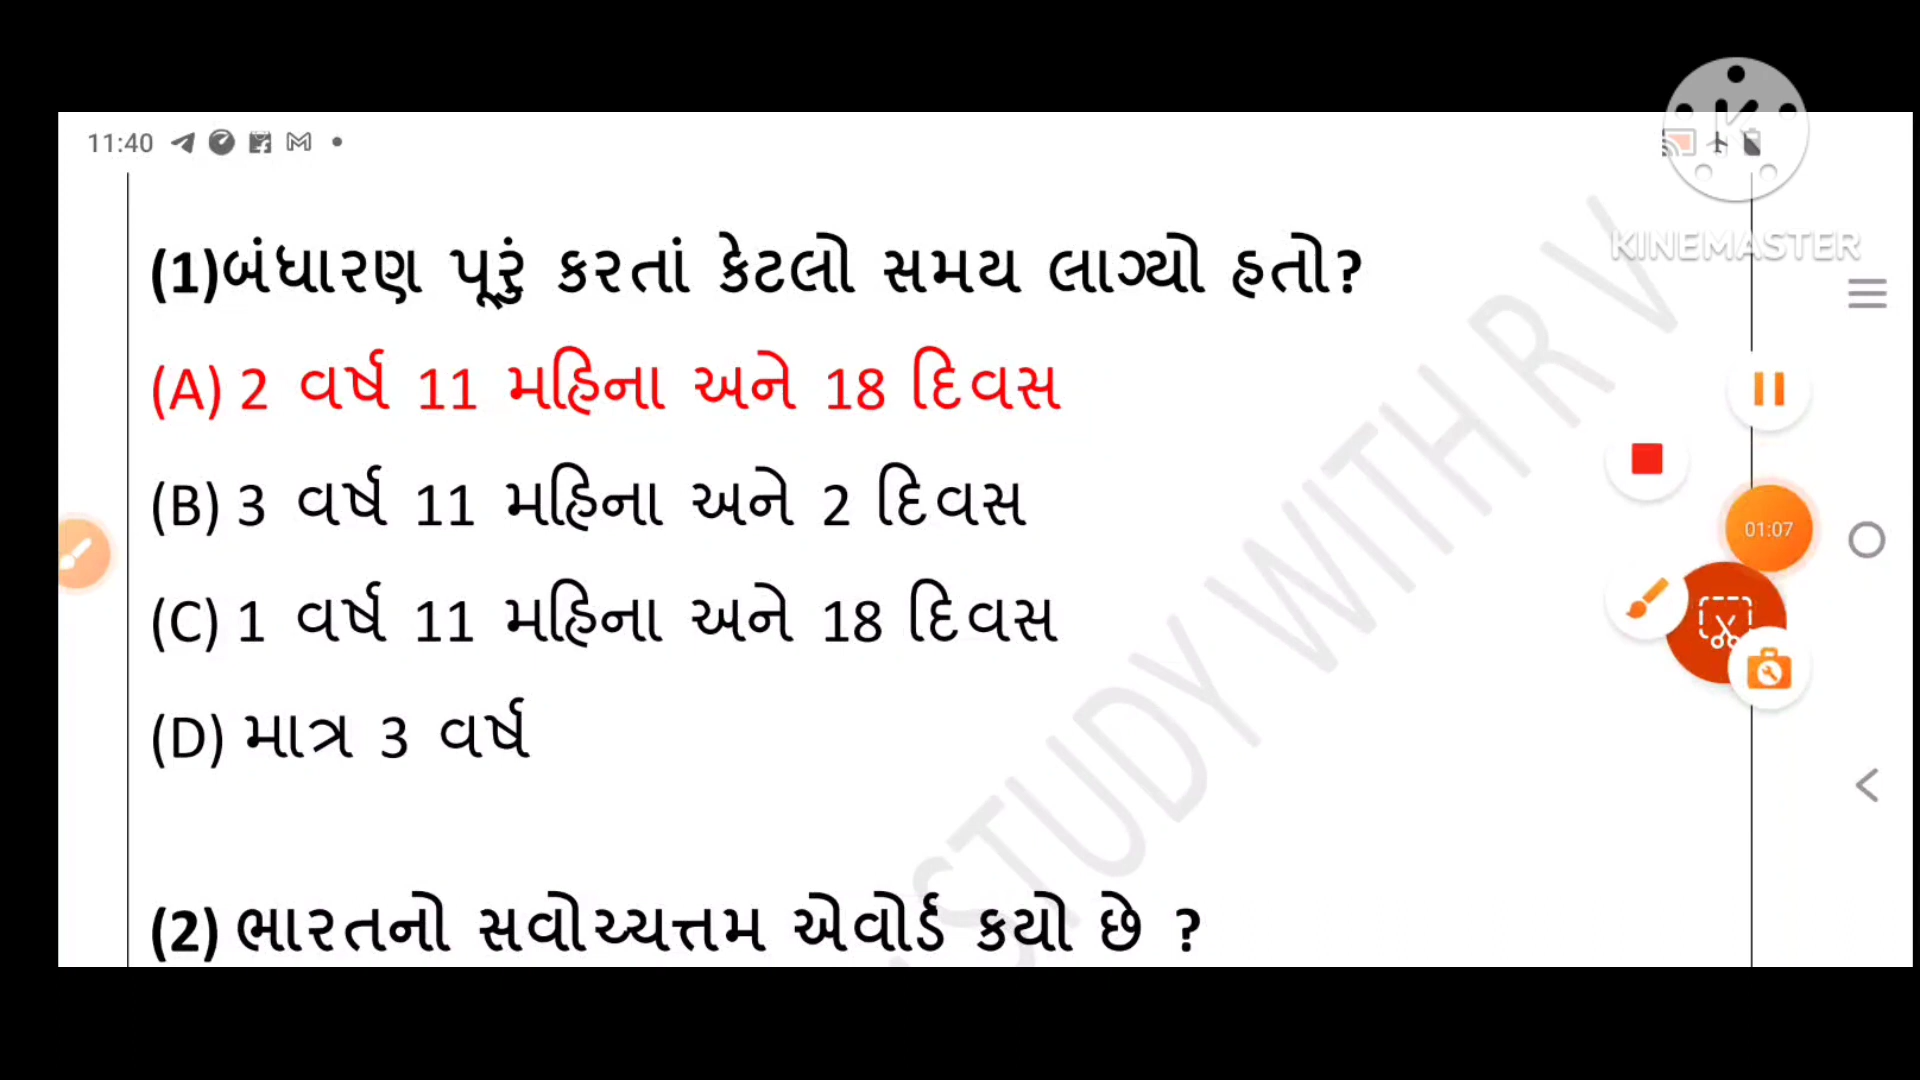 11:40
KINEMASTER
(1)બંધારણ પૂરું કરતાં કેટલો સમય લાગ્યો હતો?
(A) 2 વર્ષ 11 મહિના અને 18 દિવસ
(B) 3 વર્ષ 11 મહિના અને 2 દિવસ
01:07
(C) 1 વર્ષ 11 મહિના અને 18 દિવસ
(D) માત્ર 3 વર્ષ
(2) ભારતનો સવોચ્ચત્તમ એવોર્ડ કયો છે ?
STUDY WITH R V